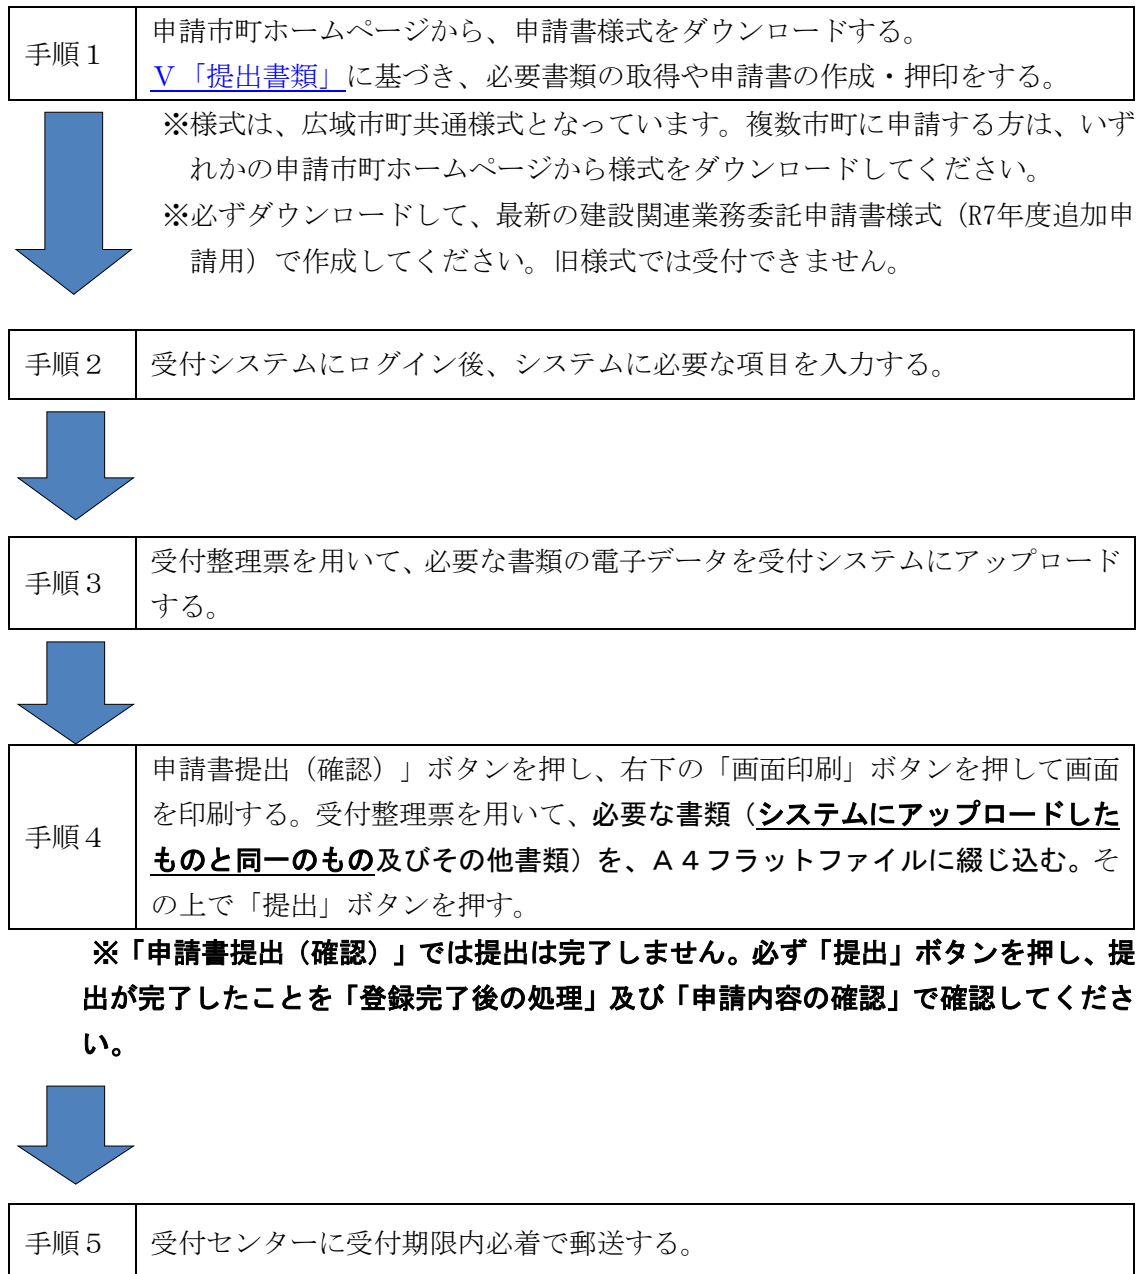 手順１
申請市町ホームページから、申請書様式をダウンロードする。
Ⅴ「提出書類」に基づき、必要書類の取得や申請書の作成・押印をする。
※様式は、広域市町共通様式となっています。複数市町に申請する方は、いず
れかの申請市町ホームページから様式をダウンロードしてください。
※必ずダウンロードして、最新の建設関連業務委託申請書様式（R7年度追加申
請用）で作成してください。旧様式では受付できません。
手順２
受付システムにログイン後、システムに必要な項目を入力する。
手順３
受付整理票を用いて、必要な書類の電子データを受付システムにアップロード
する。
手順４
申請書提出（確認）」ボタンを押し、右下の「画面印刷」ボタンを押して画面
を印刷する。受付整理票を用いて、必要な書類（システムにアップロードした
ものと同一のもの及びその他書類）を、Ａ４フラットファイルに綴じ込む。そ
の上で「提出」ボタンを押す。
※「申請書提出（確認）」では提出は完了しません。必ず「提出」ボタンを押し、提
出が完了したことを「登録完了後の処理」及び「申請内容の確認」で確認してくださ
い。
手順５
受付センターに受付期限内必着で郵送する。